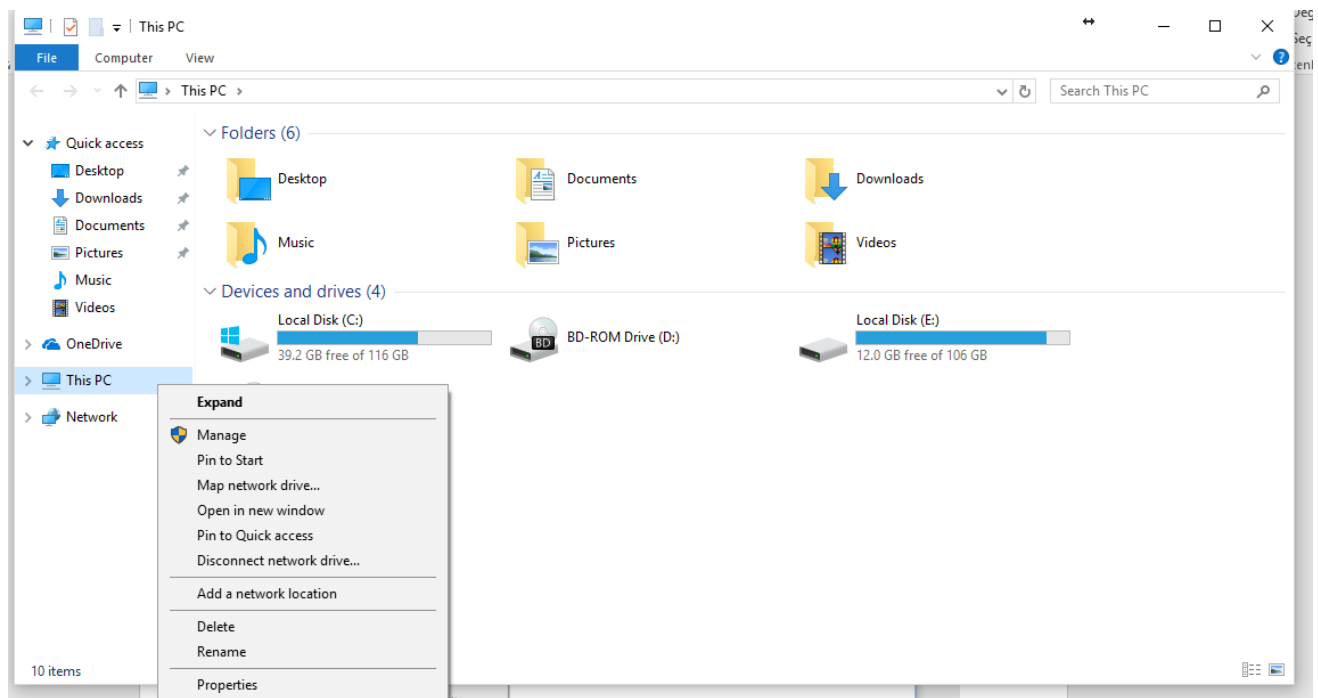 This PC
File Computer View
This PC
Search This PC
Quick access
Desktop
Downloads
Documents
Pictures
Music
Videos
OneDrive
This PC
Network
Folders (6)
Desktop
Documents
Downloads
Music
Pictures
Videos
Devices and drives (4)
Local Disk (C:)
39.2 GB free of 116 GB
BD-ROM Drive (D:)
BD
Local Disk (E:)
12.0 GB free of 106 GB
Expand
Manage
Pin to Start
Map network drive...
Open in new window
Pin to Quick access
Disconnect network drive...
Add a network location
Delete
Rename
Properties
10 items